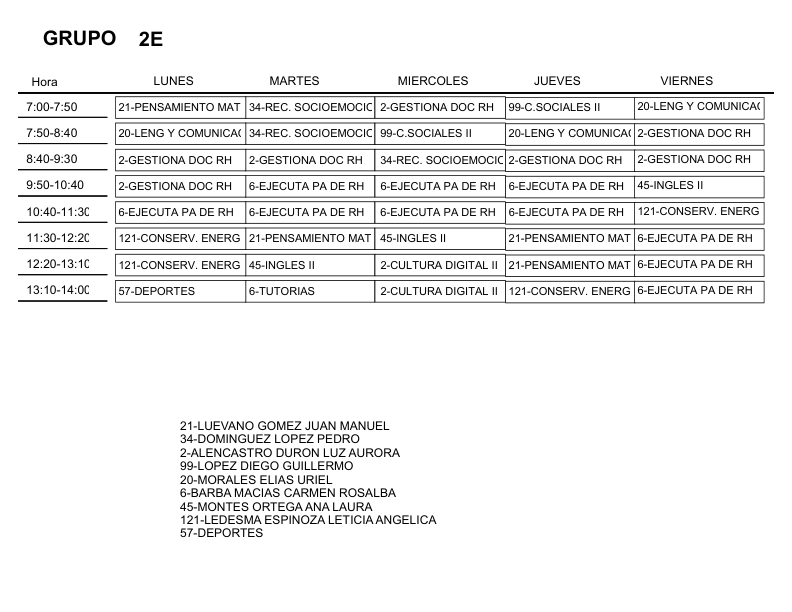 GRUPO 2E
Hora LUNES MARTES MIERCOLES JUEVES VIERNES
7:00-7:50 21-PENSAMIENTO MAT 34-REC. SOCIOEMOCIO 2-GESTIONA DOC RH 99-C.SOCIALES II 20-LENG Y COMUNICAC
7:50-8:40 20-LENG Y COMUNICAC 34-REC. SOCIOEMOCIO 99-C.SOCIALES II 20-LENG Y COMUNICAC 2-GESTIONA DOC RH
8:40-9:30 2-GESTIONA DOC RH 2-GESTIONA DOC RH 34-REC. SOCIOEMOCIO 2-GESTIONA DOC RH 2-GESTIONA DOC RH
9:50-10:40 2-GESTIONA DOC RH 6-EJECUTA PA DE RH 6-EJECUTA PA DE RH 6-EJECUTA PA DE RH 45-INGLES II
10:40-11:30 6-EJECUTA PA DE RH 6-EJECUTA PA DE RH 6-EJECUTA PA DE RH 6-EJECUTA PA DE RH 121-CONSERV. ENERG
11:30-12:20 121-CONSERV. ENERG 21-PENSAMIENTO MAT 45-INGLES II 21-PENSAMIENTO MAT 6-EJECUTA PA DE RH
12:20-13:10 121-CONSERV. ENERG 45-INGLES II 2-CULTURA DIGITAL II 21-PENSAMIENTO MAT 6-EJECUTA PA DE RH
13:10-14:00 57-DEPORTES 6-TUTORIAS 2-CULTURA DIGITAL II 121-CONSERV. ENERG 6-EJECUTA PA DE RH
21-LUEVANO GOMEZ JUAN MANUEL
34-DOMINGUEZ LOPEZ PEDRO
2-ALENCASTRO DURON LUZ AURORA
99-LOPEZ DIEGO GUILLERMO
20-MORALES ELIAS URIEL
6-BARBA MACIAS CARMEN ROSALBA
45-MONTES ORTEGA ANA LAURA
121-LEDESMA ESPINOZA LETICIA ANGELICA
57-DEPORTES